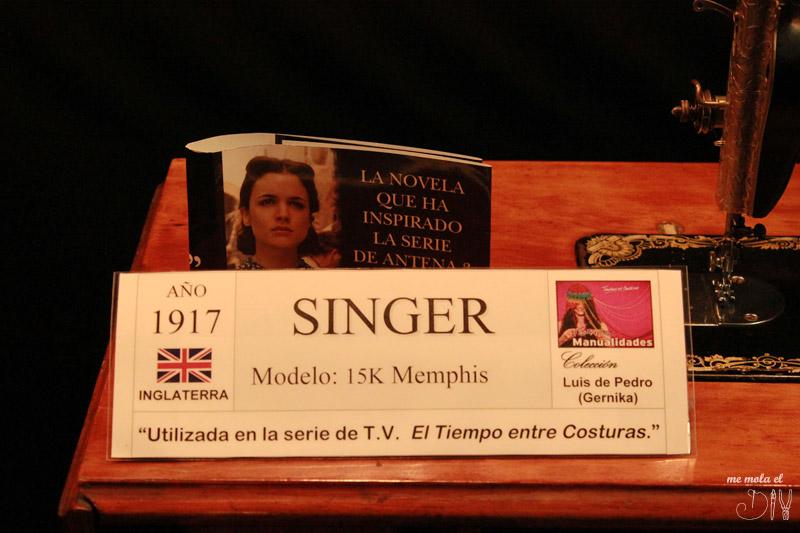 LA NOVELA
QUE HA
INSPIRADO
LA SERIE
DE ANTENA 3
AÑO
1917
INGLATERRA
SINGER
Modelo: 15K Memphis
Manualidades
Colección
Luis de Pedro
(Gernika)
“Utilizada en la serie de T.V. El Tiempo entre Costuras.”
me mola el
DIY